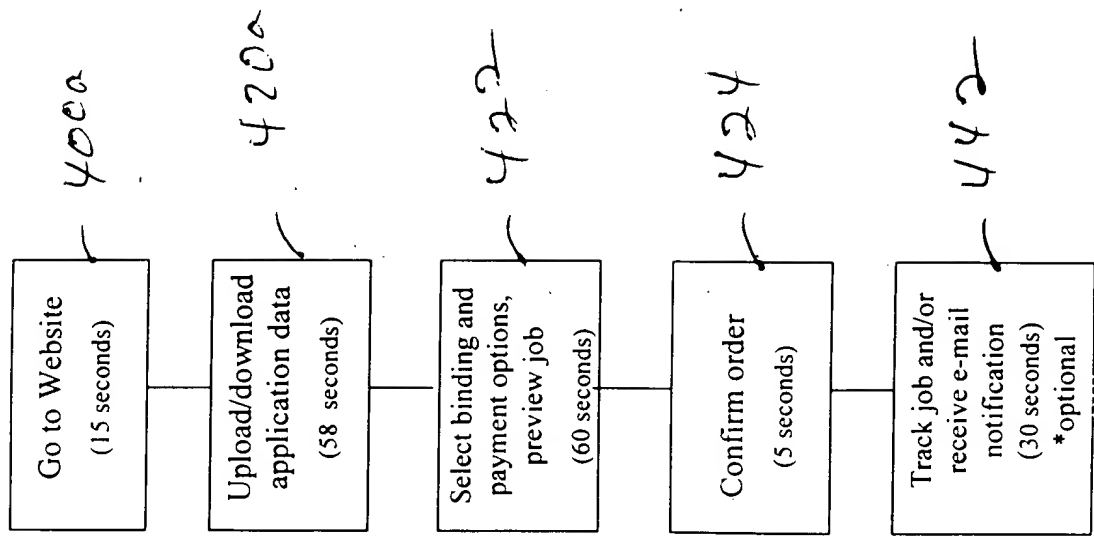 Go to Website
(15 seconds)
400a
Upload/download
application data
(58 seconds)
420a
Select binding and
payment options,
preview job
(60 seconds)
422
Confirm order
(5 seconds)
424
Track job and/or
receive e-mail
notification
(30 seconds)
*optional
442